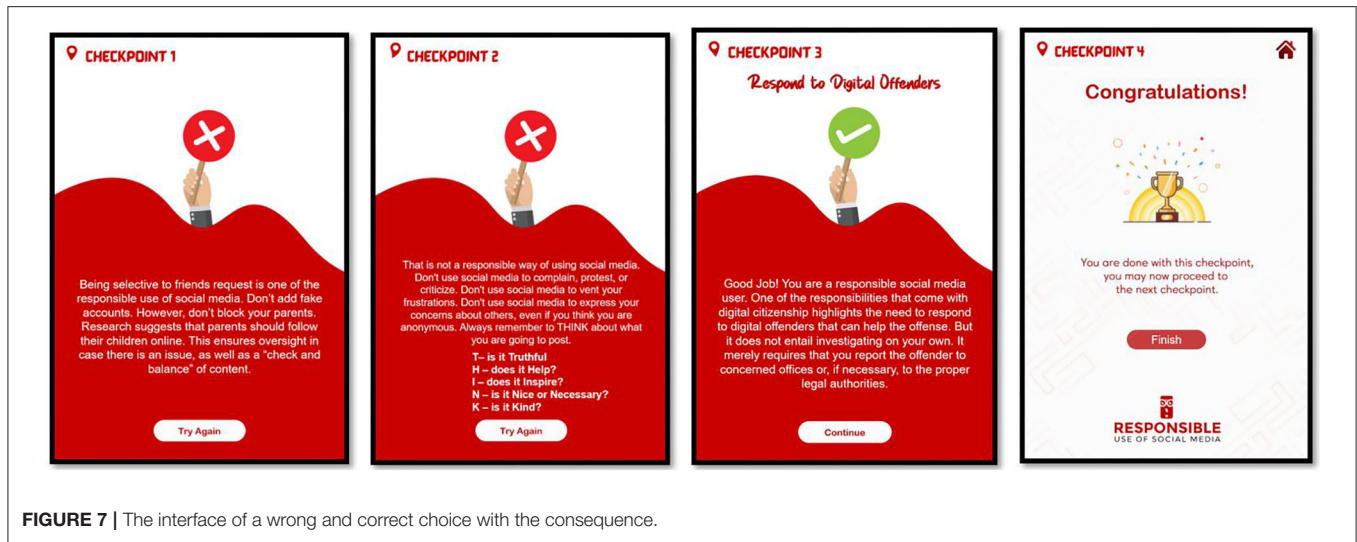 CHECKPOINT 1
Being selective to friends request is one of the
responsible use of social media. Don't add fake
accounts. However, don't block your parents.
Research suggests that parents should follow
their children online. This ensures oversight in
case there is an issue, as well as a "check and
balance" of content.
Try Again
CHECKPOINT 2
That is not a responsible way of using social media.
Don't use social media to complain, protest, or
criticize. Don't use social media to vent your
frustrations. Don't use social media to express your
concerns about others, even if you think you are
anonymous. Always remember to THINK about what
you are going to post.
T– is it Truthful
H – does it Help?
I – does it Inspire?
N – is it Nice or Necessary?
K – is it Kind?
Try Again
CHECKPOINT 3
Respond to Digital Offenders
Good Job! You are a responsible social media
user. One of the responsibilities that come with
digital citizenship highlights the need to respond
to digital offenders that can help the offense. But
it does not entail investigating on your own. It
merely requires that you report the offender to
concerned offices or, if necessary, to the proper
legal authorities.
Continue
CHECKPOINT 4
Congratulations!
You are done with this checkpoint,
you may now proceed to
the next checkpoint.
Finish
RESPONSIBLE
USE OF SOCIAL MEDIA
FIGURE 7 | The interface of a wrong and correct choice with the consequence.